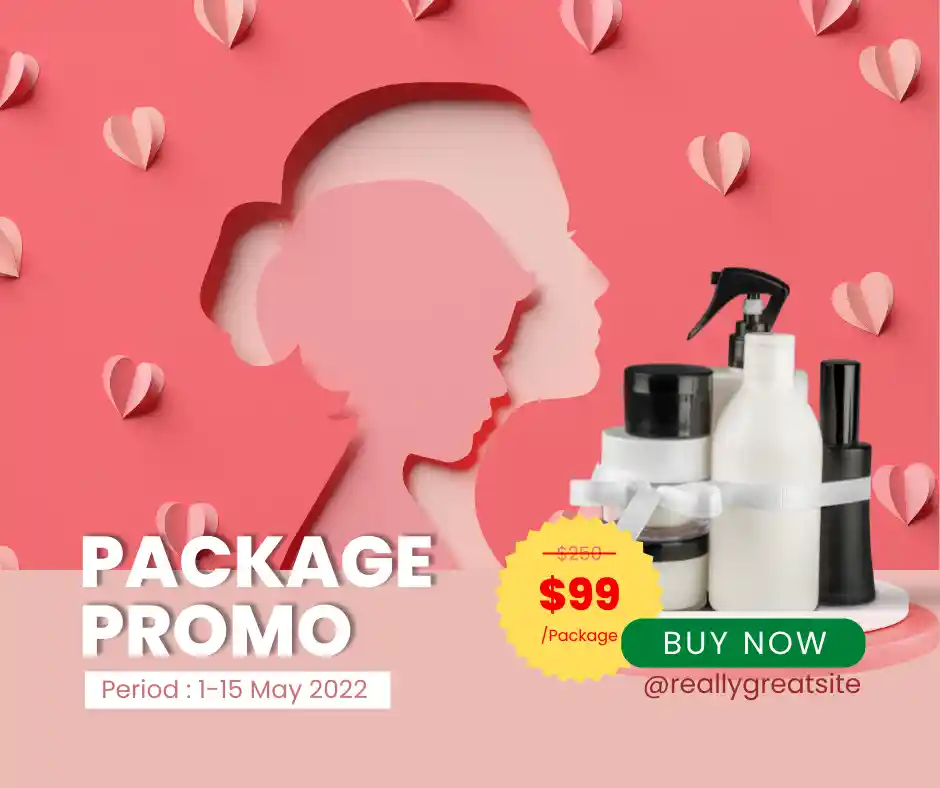 PACKAGE
PROMO
Period : 1-15 May 2022
$250
$99
/Package
BUY NOW
@reallygreatsite